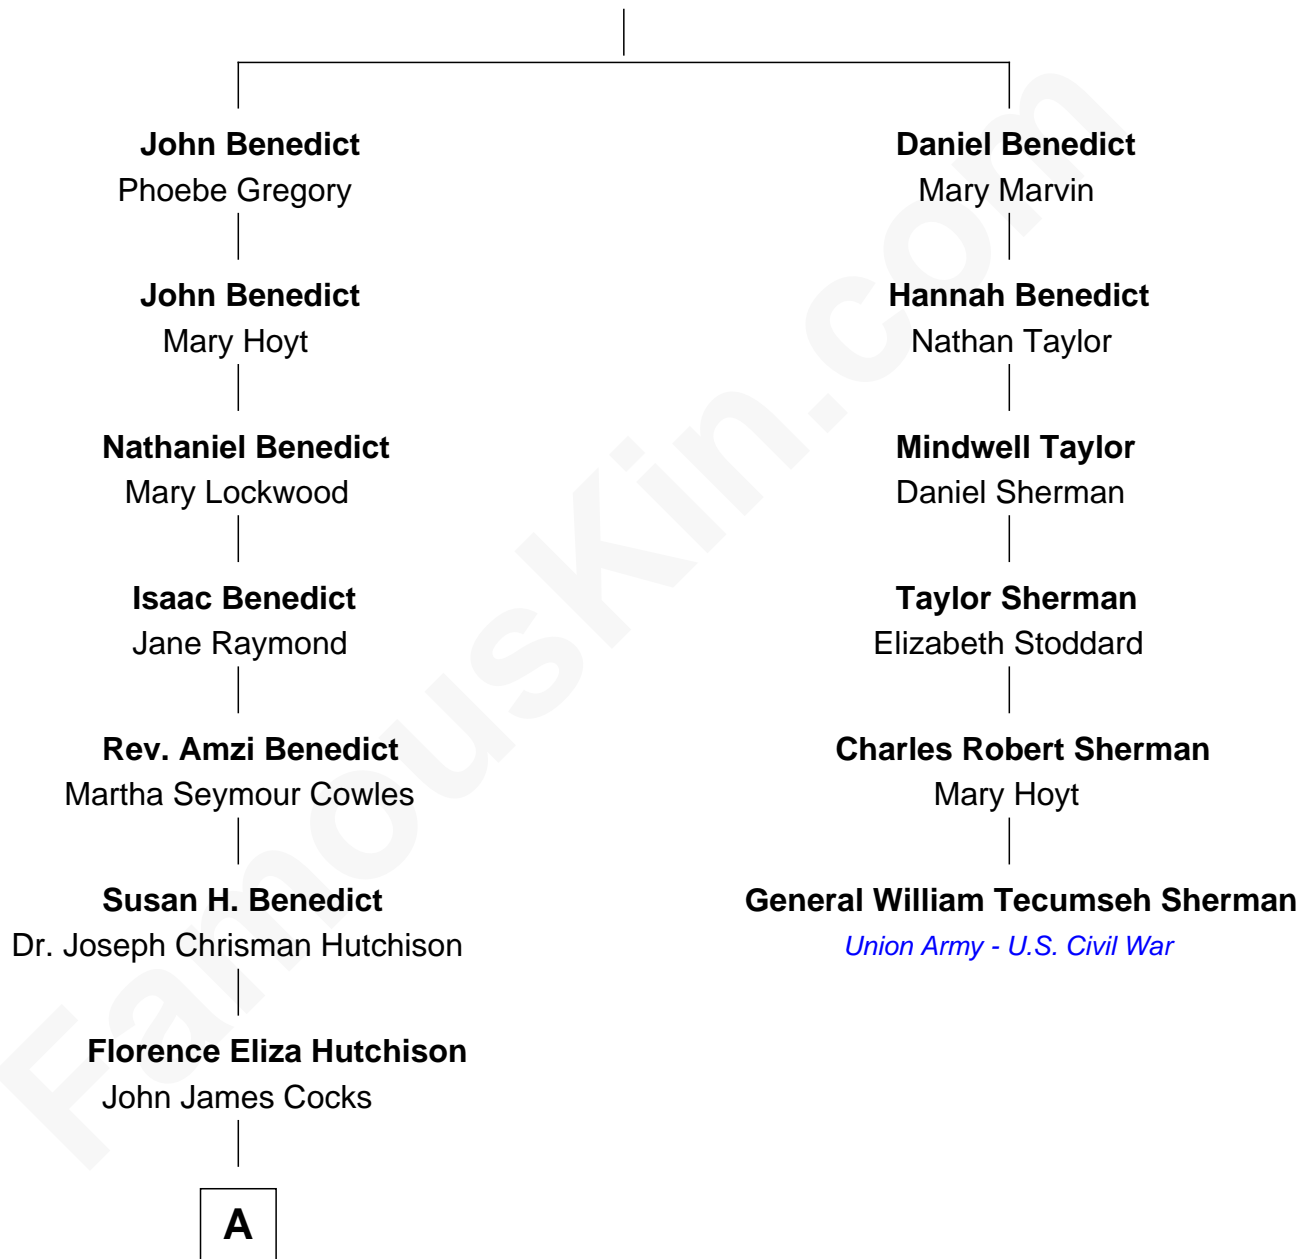 John Benedict
Phoebe Gregory
John Benedict
Mary Hoyt
Nathaniel Benedict
Mary Lockwood
Isaac Benedict
Jane Raymond
Rev. Amzi Benedict
Martha Seymour Cowles
Susan H. Benedict
Dr. Joseph Chrisman Hutchison
Florence Eliza Hutchison
John James Cocks
A
Daniel Benedict
Mary Marvin
Hannah Benedict
Nathan Taylor
Mindwell Taylor
Daniel Sherman
Taylor Sherman
Elizabeth Stoddard
Charles Robert Sherman
Mary Hoyt
General William Tecumseh Sherman
Union Army - U.S. Civil War
FamousKin.com